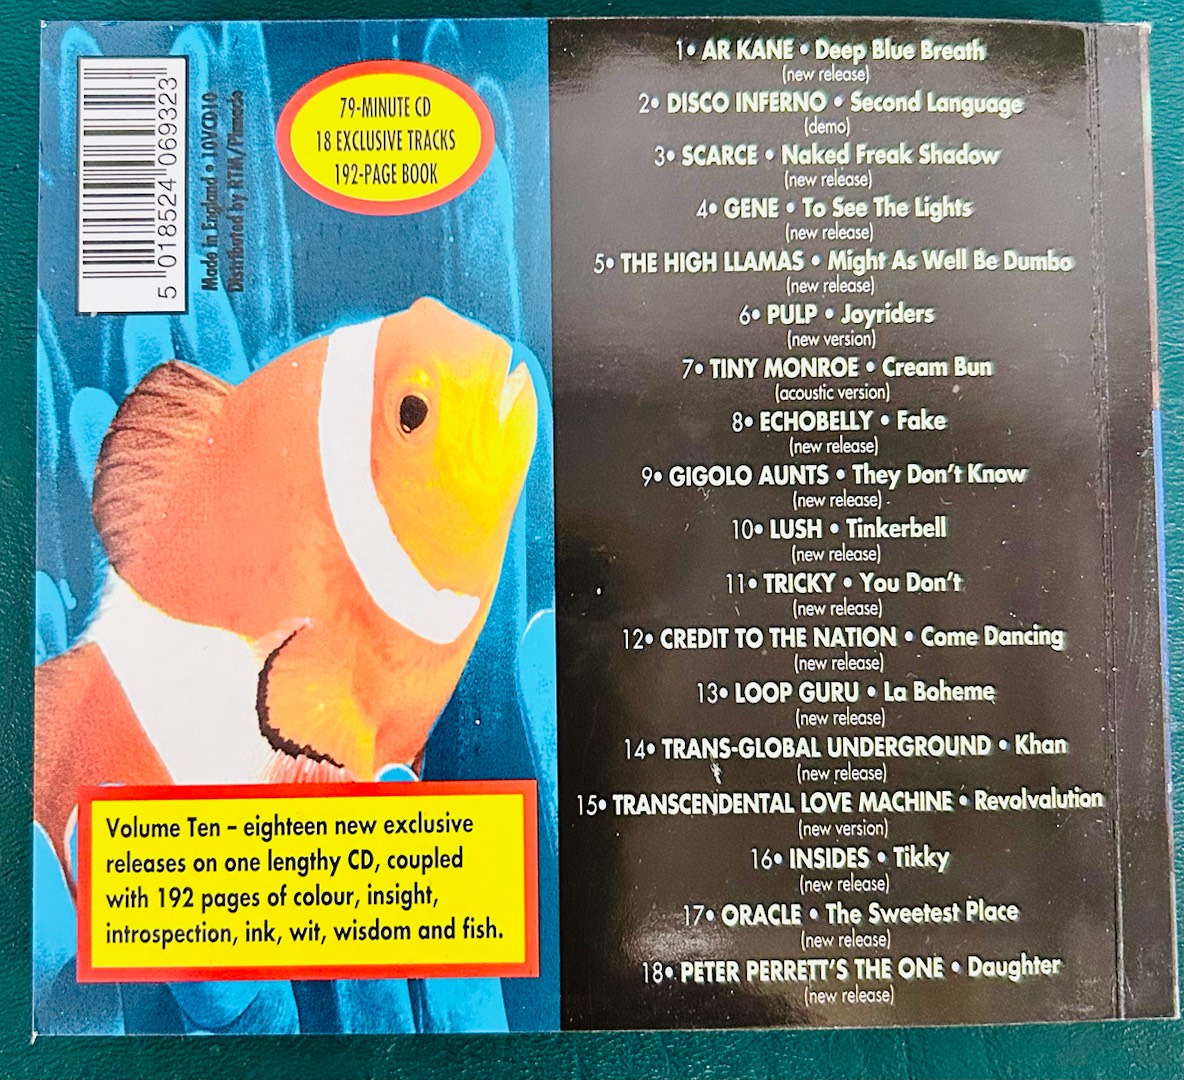 5 018524 069323
Made in England • 10VCD10
Distributed by RTM/Pinnacle
79-MINUTE CD
18 EXCLUSIVE TRACKS
192-PAGE BOOK
Volume Ten – eighteen new exclusive
releases on one lengthy CD, coupled
with 192 pages of colour, insight,
introspection, ink, wit, wisdom and fish.
1• AR KANE • Deep Blue Breath
(new release)
2• DISCO INFERNO • Second Language
(demo)
3• SCARCE • Naked Freak Shadow
(new release)
4• GENE • To See The Lights
(new release)
5• THE HIGH LLAMAS • Might As Well Be Dumbo
(new release)
6• PULP • Joyriders
(new version)
7• TINY MONROE • Cream Bun
(acoustic version)
8• ECHOBELLY • Fake
(new release)
9• GIGOLO AUNTS • They Don't Know
(new release)
10• LUSH • Tinkerbell
(new release)
11• TRICKY • You Don't
(new release)
12• CREDIT TO THE NATION • Come Dancing
(new release)
13• LOOP GURU • La Boheme
(new release)
14• TRANS-GLOBAL UNDERGROUND • Khan
(new release)
15• TRANSCENDENTAL LOVE MACHINE • Revolvalution
(new version)
16• INSIDES • Tikky
(new release)
17• ORACLE • The Sweetest Place
(new release)
18• PETER PERRETT'S THE ONE • Daughter
(new release)